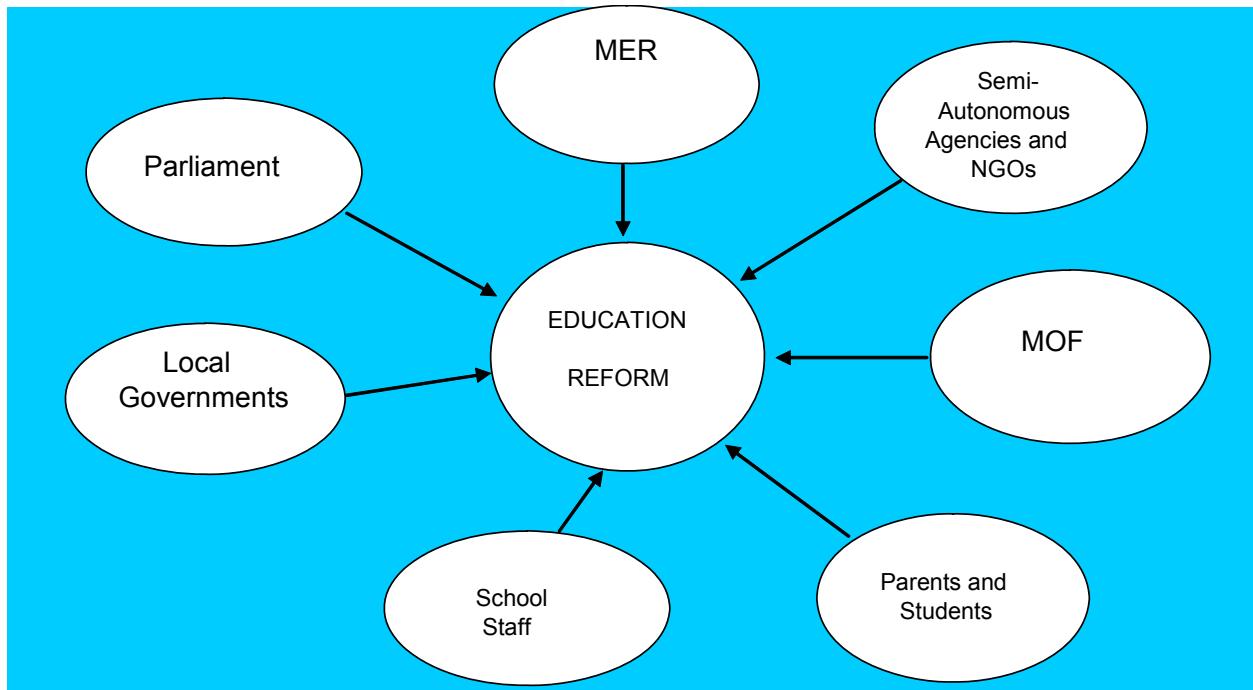 MER
Semi-
Autonomous
Agencies and
NGOs
Parliament
EDUCATION
REFORM
MOF
Local
Governments
School
Staff
Parents and
Students